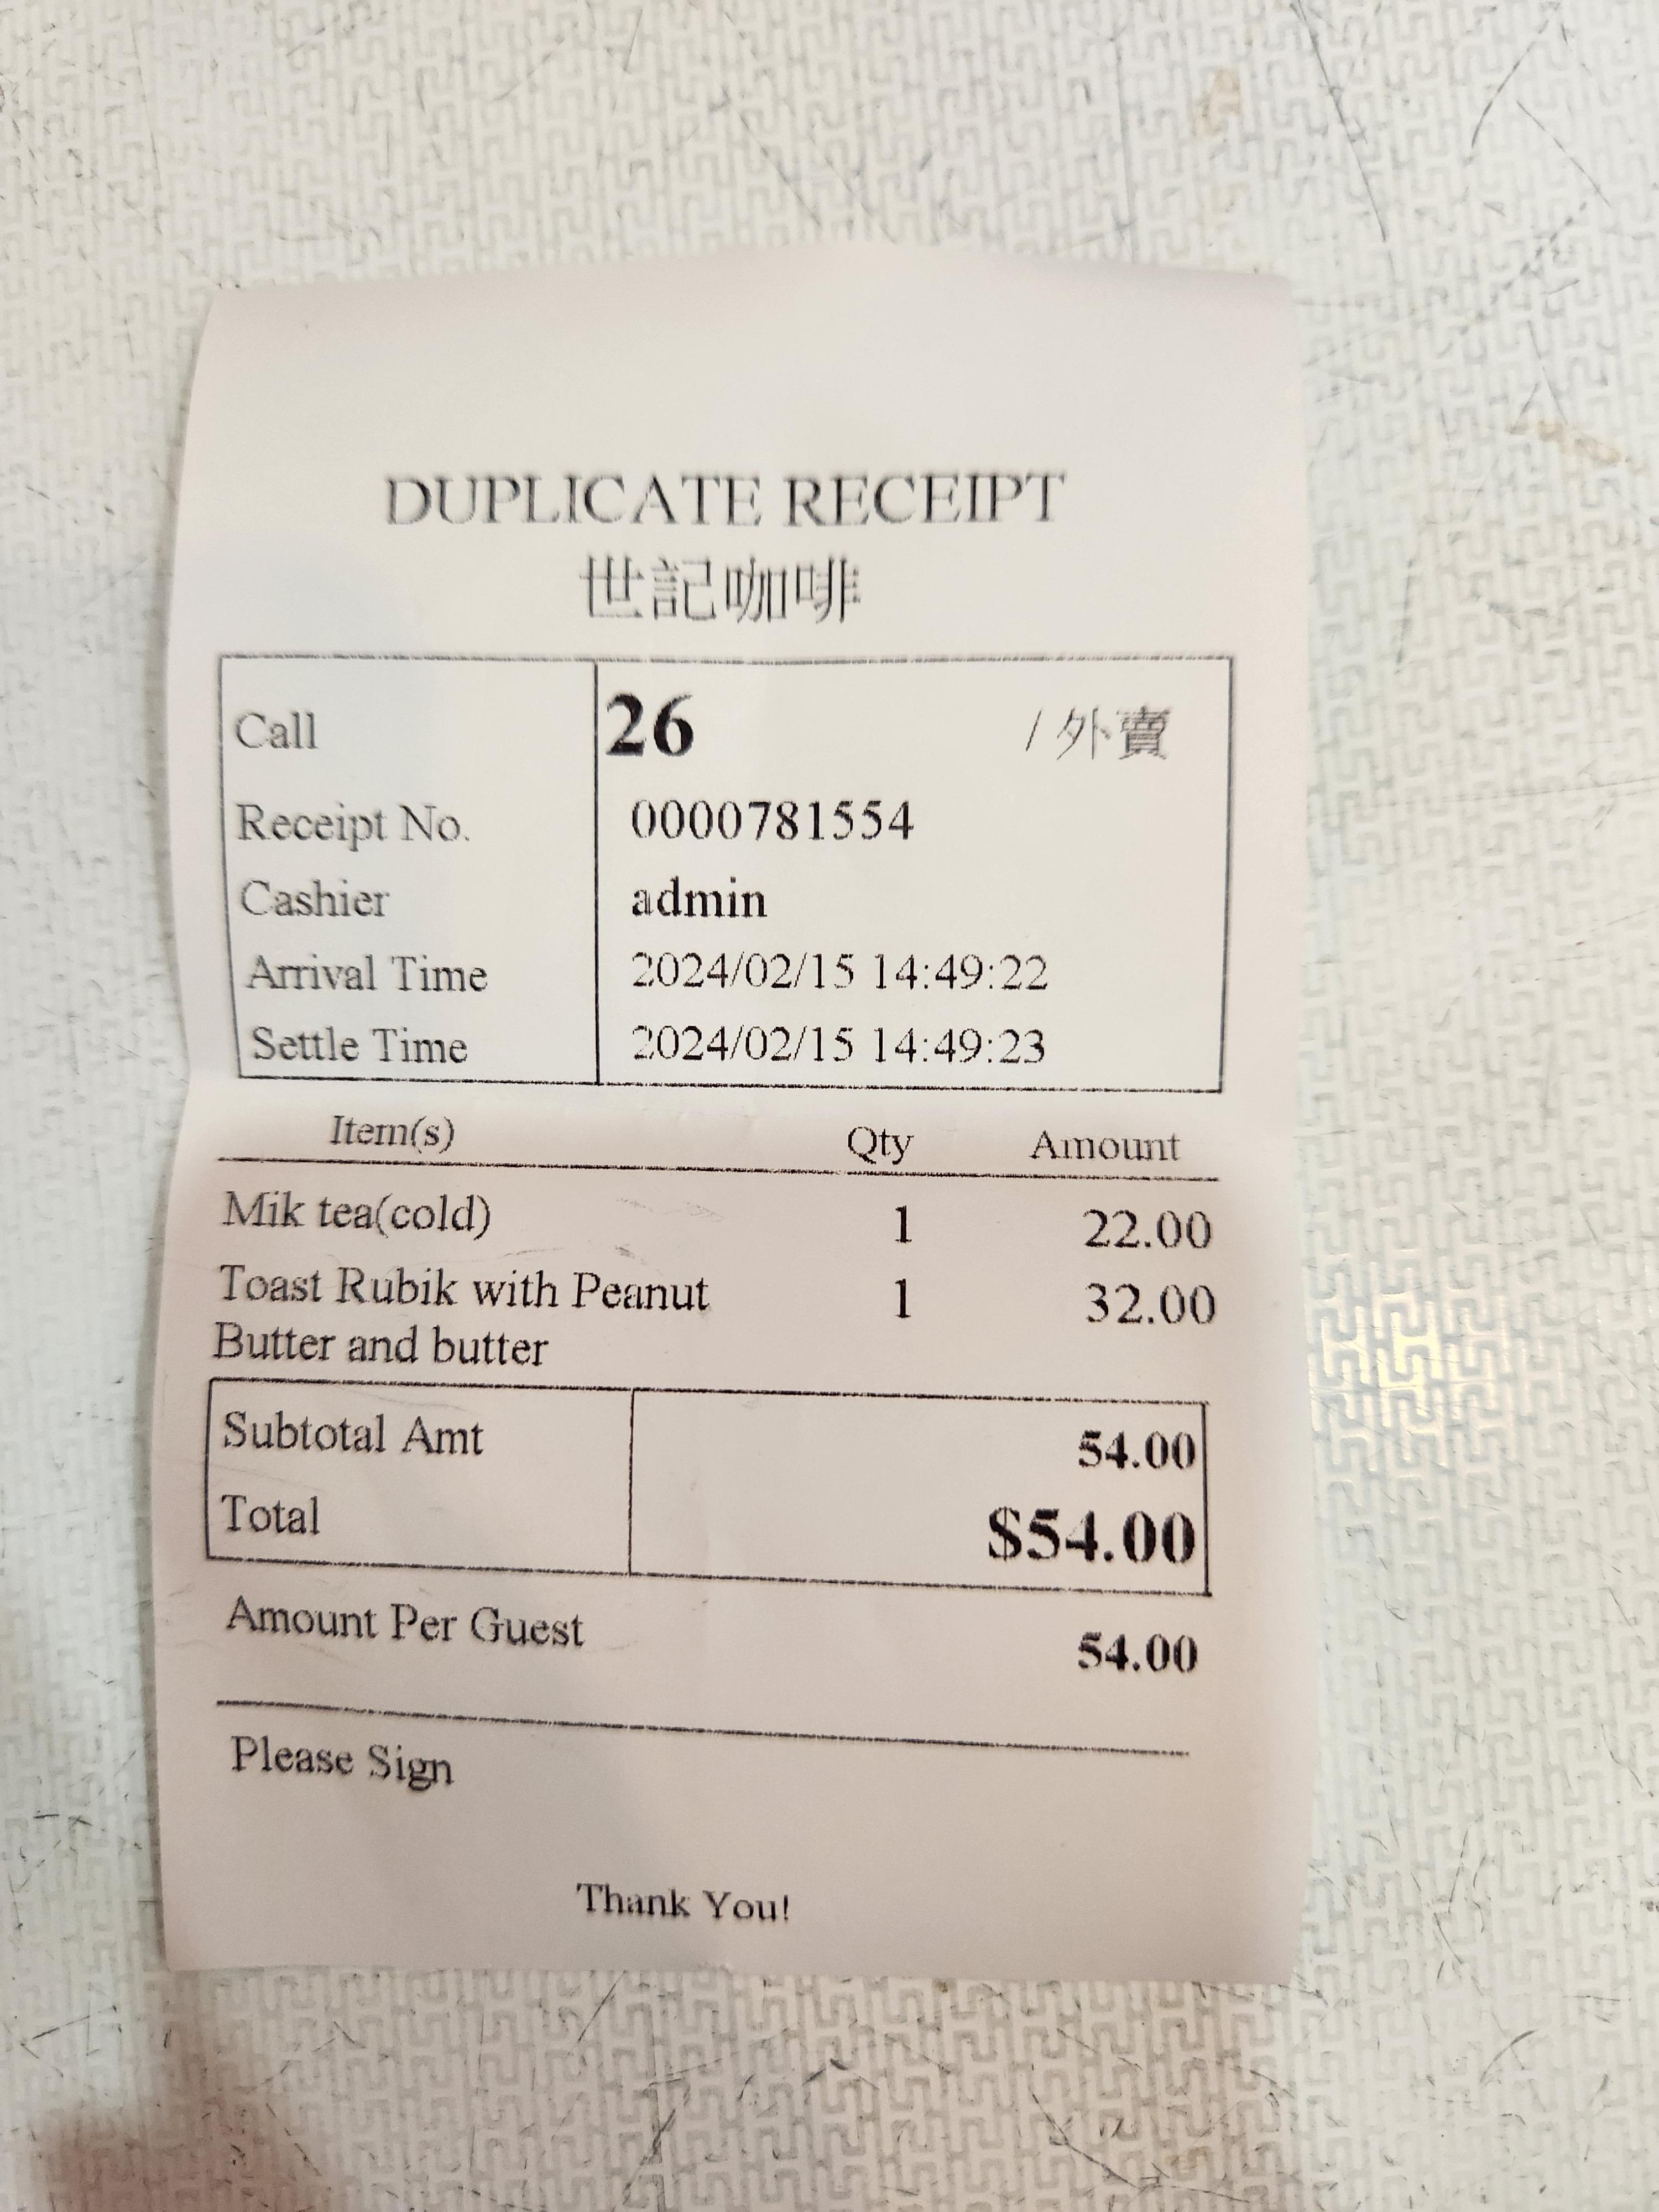 DUPLICATE RECEIPT
世記咖啡
Call 26 / 外賣
Receipt No. 0000781554
Cashier admin
Arrival Time 2024/02/15 14:49:22
Settle Time 2024/02/15 14:49:23
Item(s) Qty Amount
Mik tea(cold) 1 22.00
Toast Rubik with Peanut 1 32.00
Butter and butter
Subtotal Amt 54.00
Total $54.00
Amount Per Guest 54.00
Please Sign
Thank You!